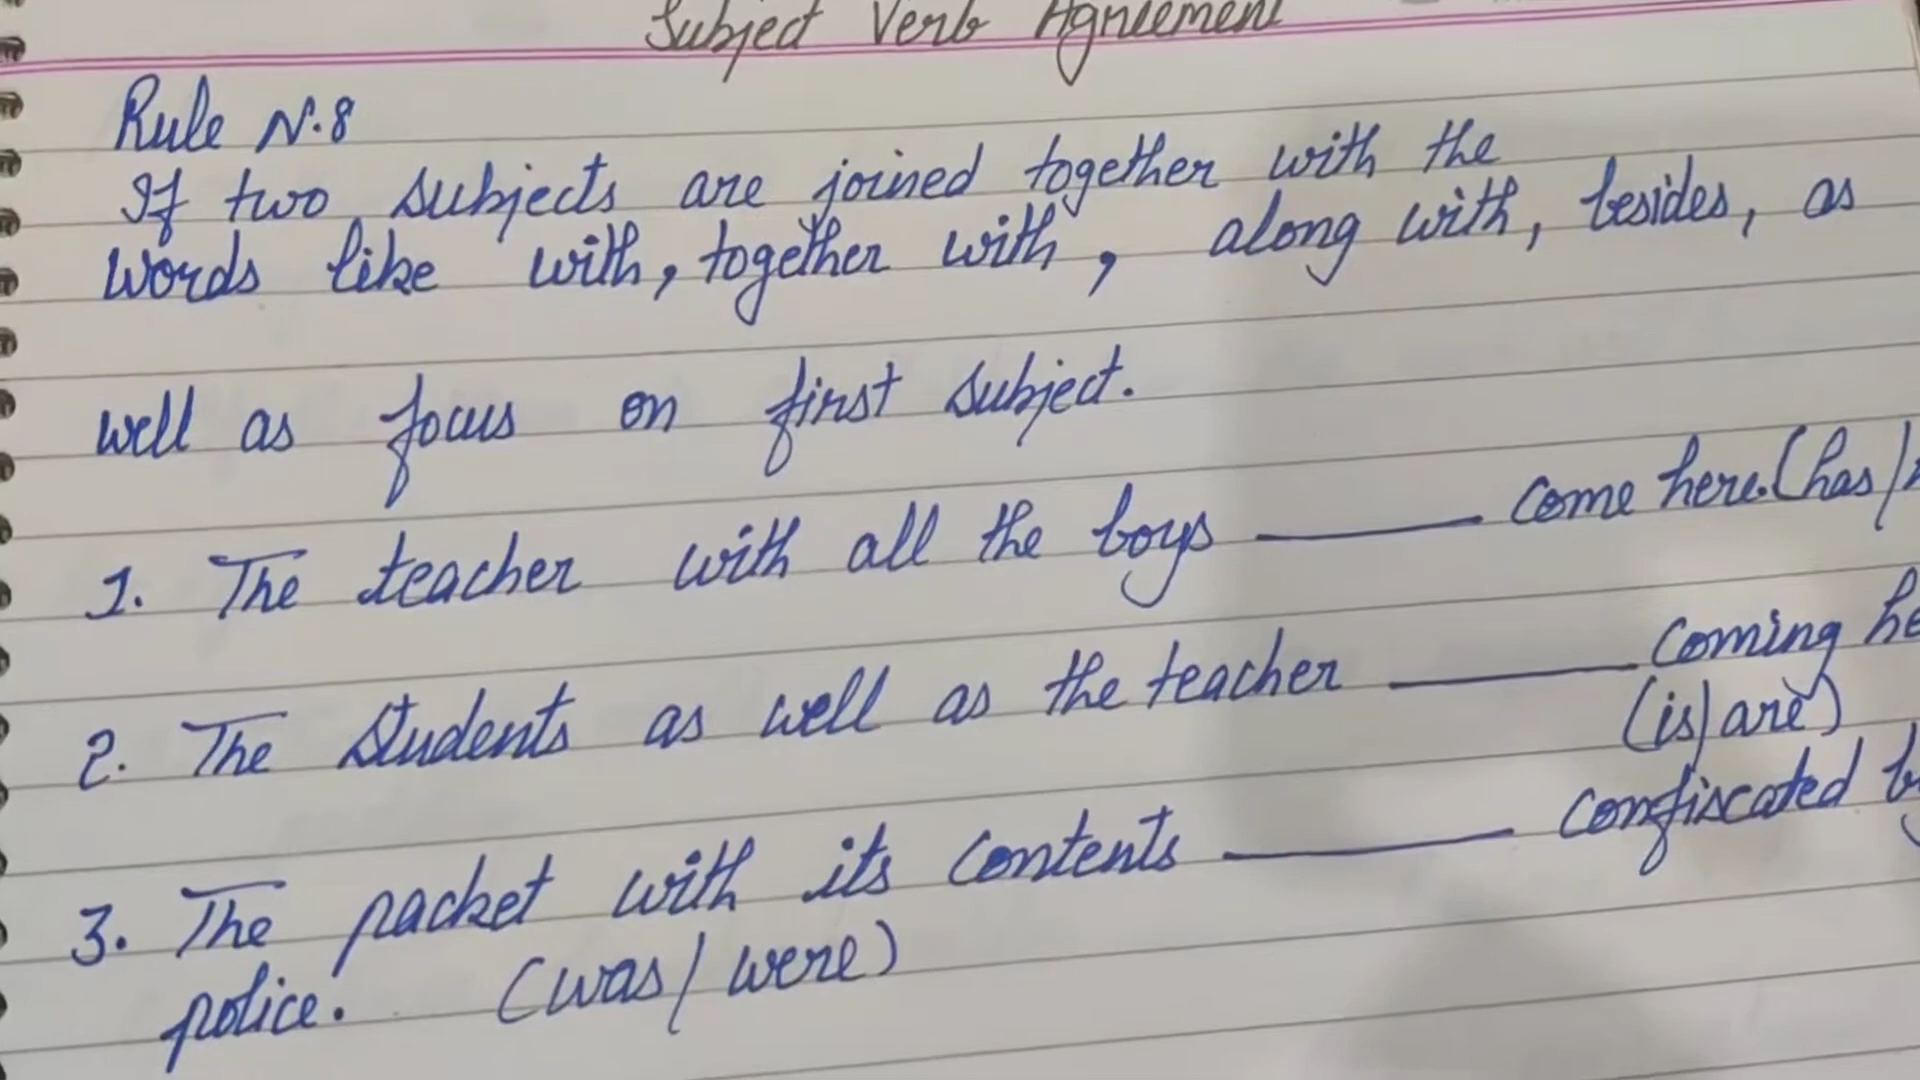 Subject Verb Agreement
Rule N.8
If two subjects are joined together with the
words like with, together with, along with, besides, as
well as focus on first subject.
1. The teacher with all the boys ______ come here. (has/
2. The students as well as the teacher ______ coming
(is/are)
3. The packet with its contents ______ confiscated
police. (was/were)